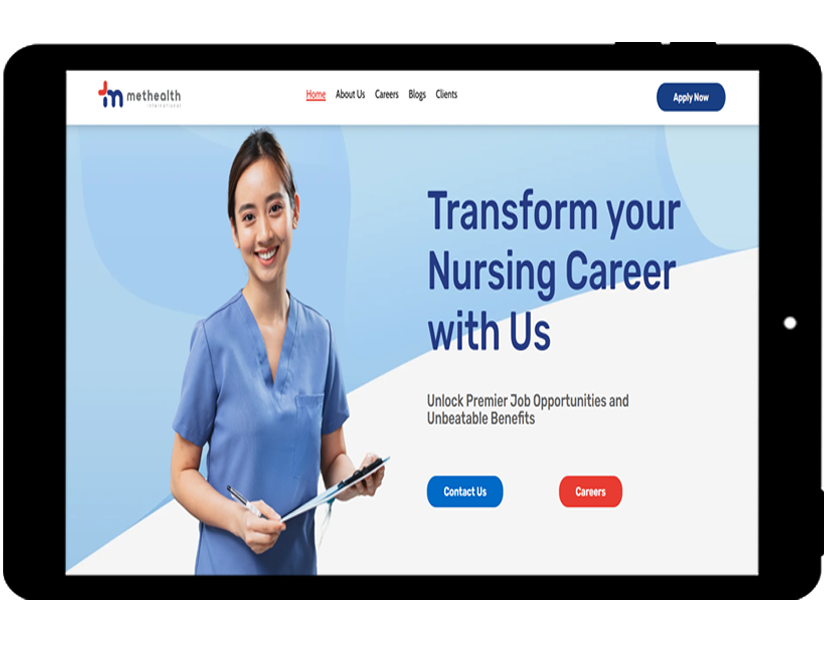 methealth
international
Home About Us Careers Blogs Clients
Apply Now
Transform your
Nursing Career
with Us
Unlock Premier Job Opportunities and
Unbeatable Benefits
Contact Us Careers